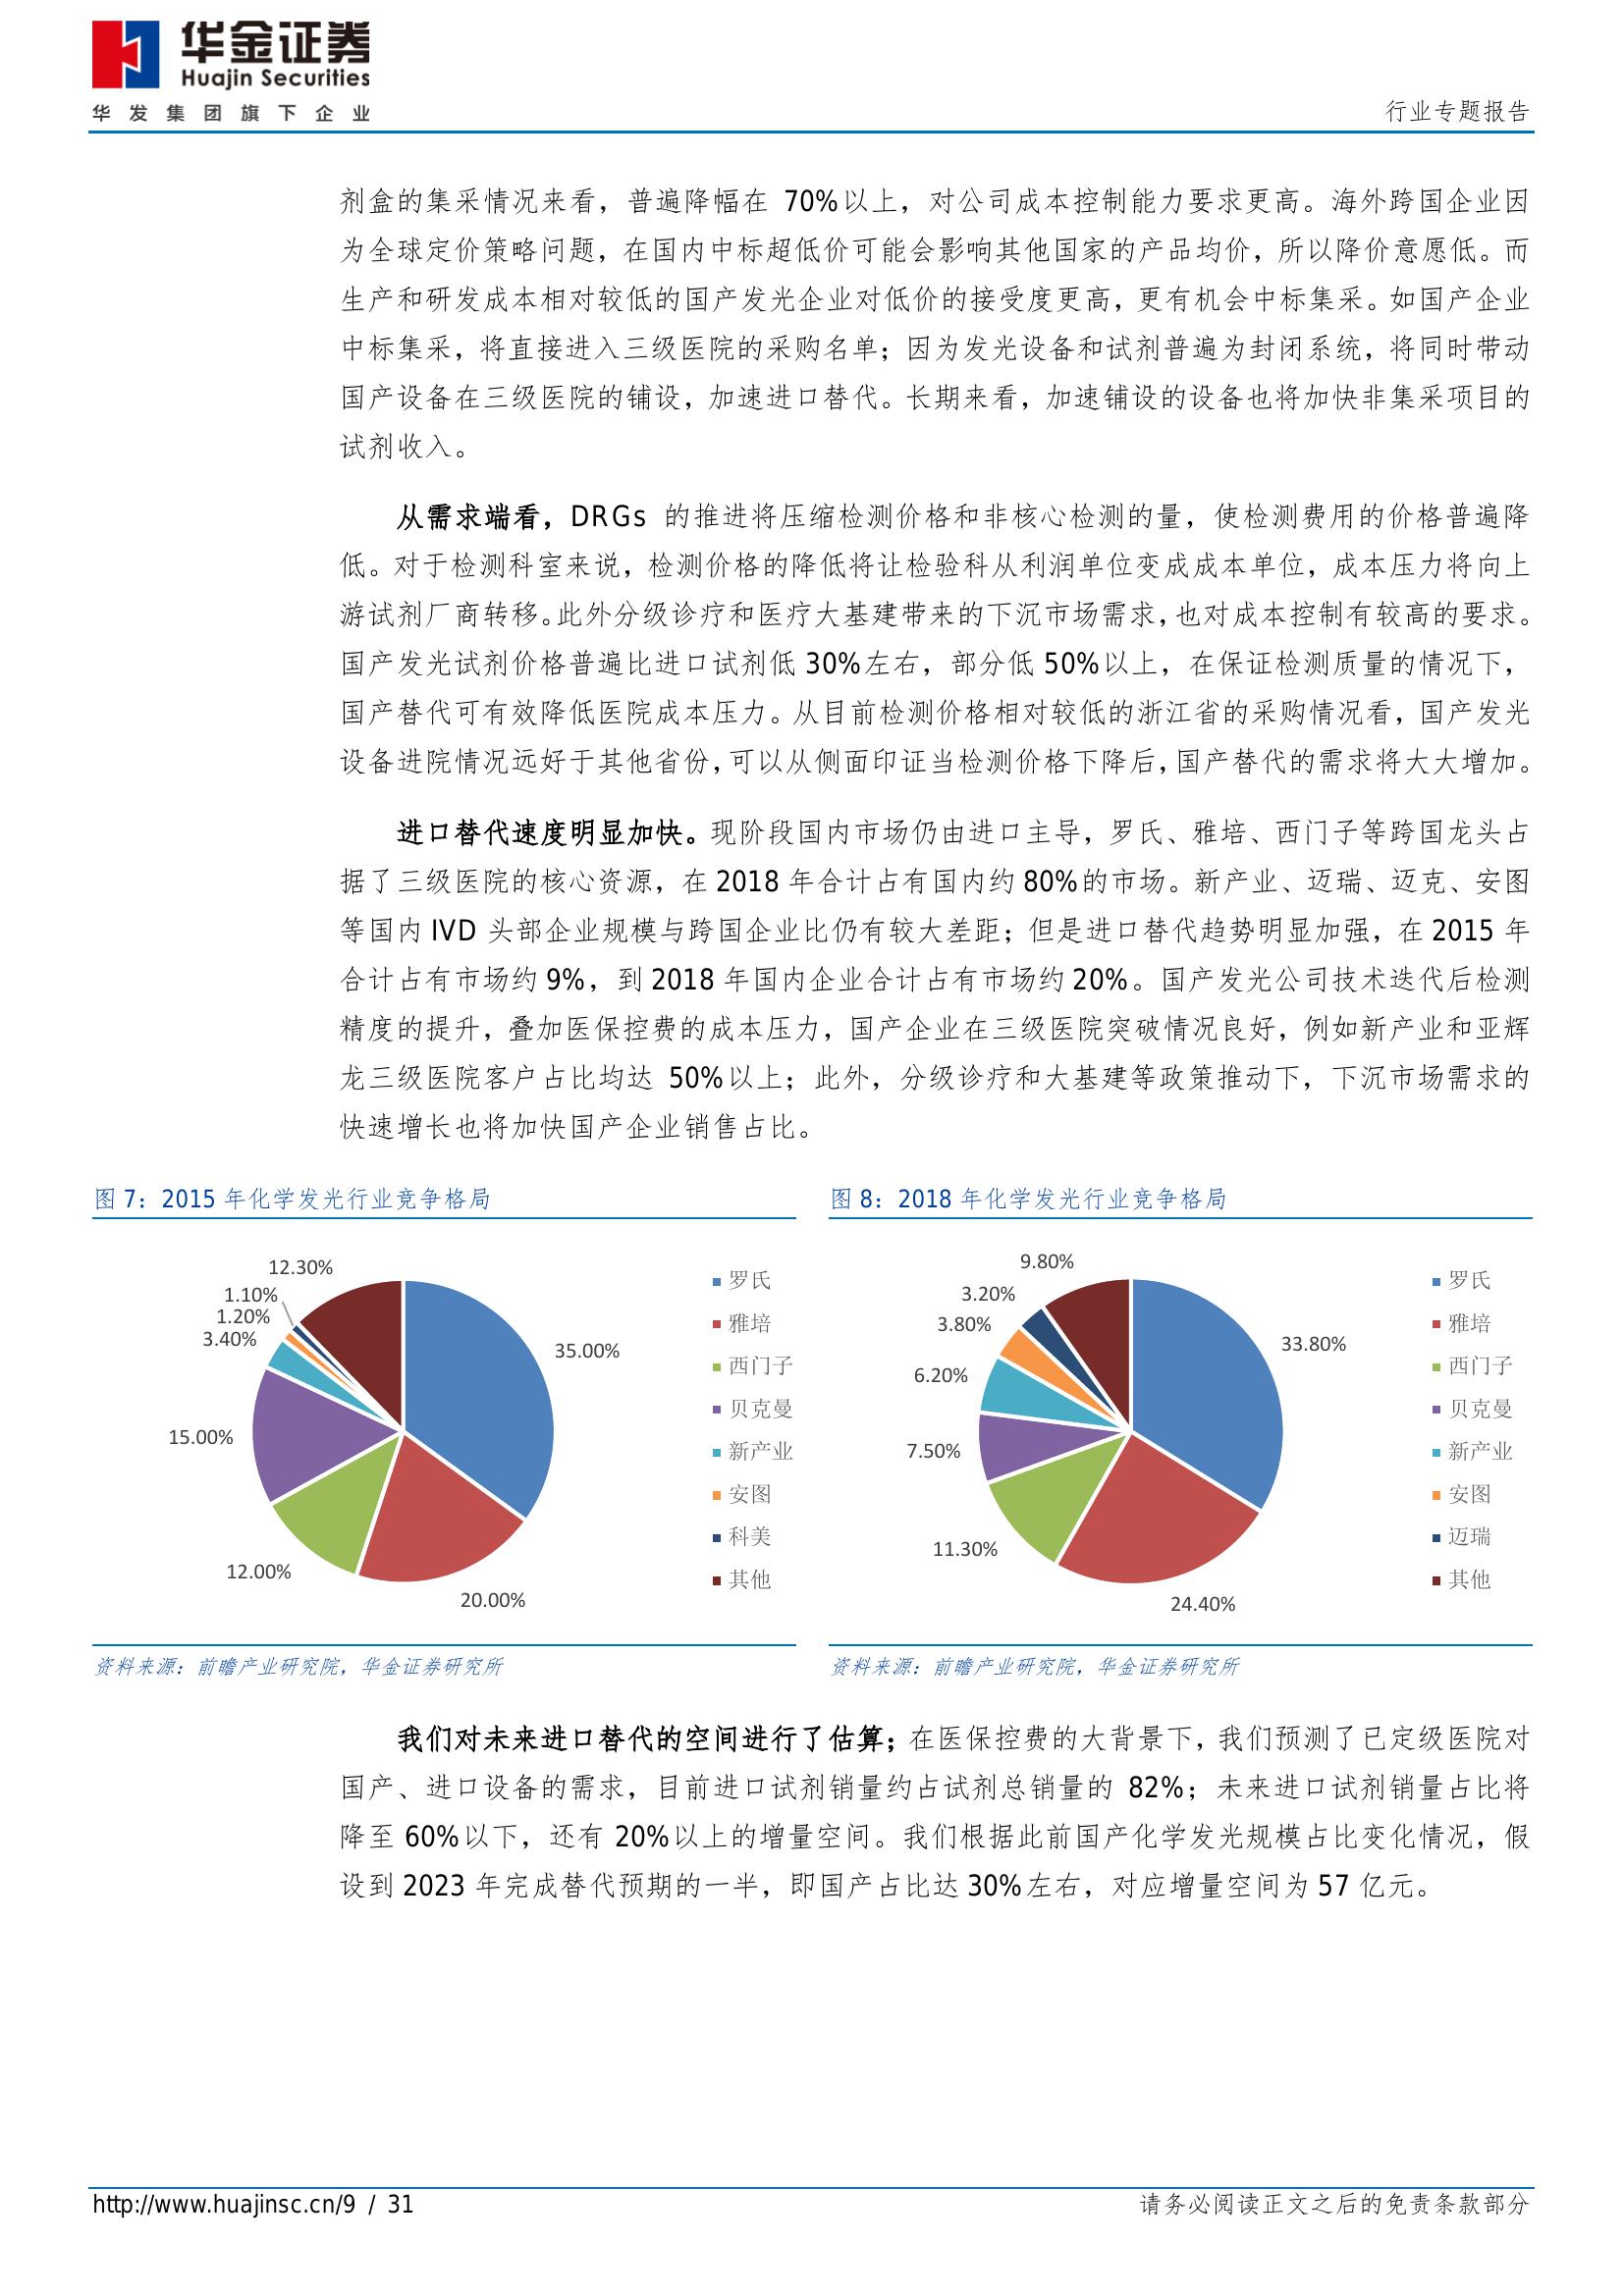 华金证券
Huajin Securities
华发集团旗下企业
行业专题报告
剂盒的集采情况来看，普遍降幅在 70%以上，对公司成本控制能力要求更高。海外跨国企业因
为全球定价策略问题，在国内中标超低价可能会影响其他国家的产品均价，所以降价意愿低。而
生产和研发成本相对较低的国产发光企业对低价的接受度更高，更有机会中标集采。如国产企业
中标集采，将直接进入三级医院的采购名单；因为发光设备和试剂普遍为封闭系统，将同时带动
国产设备在三级医院的铺设，加速进口替代。长期来看，加速铺设的设备也将加快非集采项目的
试剂收入。
从需求端看，DRGs 的推进将压缩检测价格和非核心检测的量，使检测费用的价格普遍降
低。对于检测科室来说，检测价格的降低将让检验科从利润单位变成成本单位，成本压力将向上
游试剂厂商转移。此外分级诊疗和医疗大基建带来的下沉市场需求，也对成本控制有较高的要求。
国产发光试剂价格普遍比进口试剂低 30%左右，部分低 50%以上，在保证检测质量的情况下，
国产替代可有效降低医院成本压力。从目前检测价格相对较低的浙江省的采购情况看，国产发光
设备进院情况远好于其他省份，可以从侧面印证当检测价格下降后，国产替代的需求将大大增加。
进口替代速度明显加快。现阶段国内市场仍由进口主导，罗氏、雅培、西门子等跨国龙头占
据了三级医院的核心资源，在 2018 年合计占有国内约 80%的市场。新产业、迈瑞、迈克、安图
等国内 IVD 头部企业规模与跨国企业比仍有较大差距；但是进口替代趋势明显加强，在 2015 年
合计占有市场约 9%，到 2018 年国内企业合计占有市场约 20%。国产发光公司技术迭代后检测
精度的提升，叠加医保控费的成本压力，国产企业在三级医院突破情况良好，例如新产业和亚辉
龙三级医院客户占比均达 50%以上；此外，分级诊疗和大基建等政策推动下，下沉市场需求的
快速增长也将加快国产企业销售占比。
图 7：2015 年化学发光行业竞争格局
12.30%
1.10%
1.20%
3.40%
15.00%
12.00%
20.00%
35.00%
罗氏
雅培
西门子
贝克曼
新产业
安图
科美
其他
资料来源：前瞻产业研究院，华金证券研究所
图 8：2018 年化学发光行业竞争格局
9.80%
3.20%
3.80%
6.20%
7.50%
11.30%
24.40%
33.80%
罗氏
雅培
西门子
贝克曼
新产业
安图
迈瑞
其他
资料来源：前瞻产业研究院，华金证券研究所
我们对未来进口替代的空间进行了估算；在医保控费的大背景下，我们预测了已定级医院对
国产、进口设备的需求，目前进口试剂销量约占试剂总销量的 82%；未来进口试剂销量占比将
降至 60%以下，还有 20%以上的增量空间。我们根据此前国产化学发光规模占比变化情况，假
设到 2023 年完成替代预期的一半，即国产占比达 30%左右，对应增量空间为 57 亿元。
http://www.huajinsc.cn/9 / 31
请务必阅读正文之后的免责条款部分